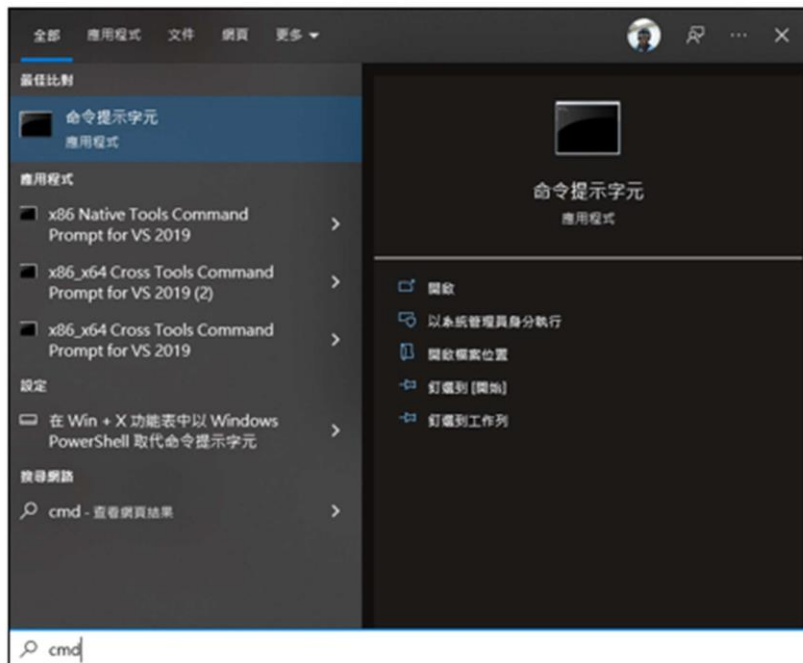 全部 應用程式 文件 網頁 更多
最佳比對
命令提示字元
應用程式
應用程式
x86 Native Tools Command
Prompt for VS 2019
x86_x64 Cross Tools Command
Prompt for VS 2019 (2)
x86_x64 Cross Tools Command
Prompt for VS 2019
設定
在 Win + X 功能表中以 Windows
PowerShell 取代命令提示字元
搜尋網路
cmd - 查看網頁結果
命令提示字元
應用程式
開啟
以系統管理員身分執行
開啟檔案位置
釘選到 [開始]
釘選到工作列
cmd